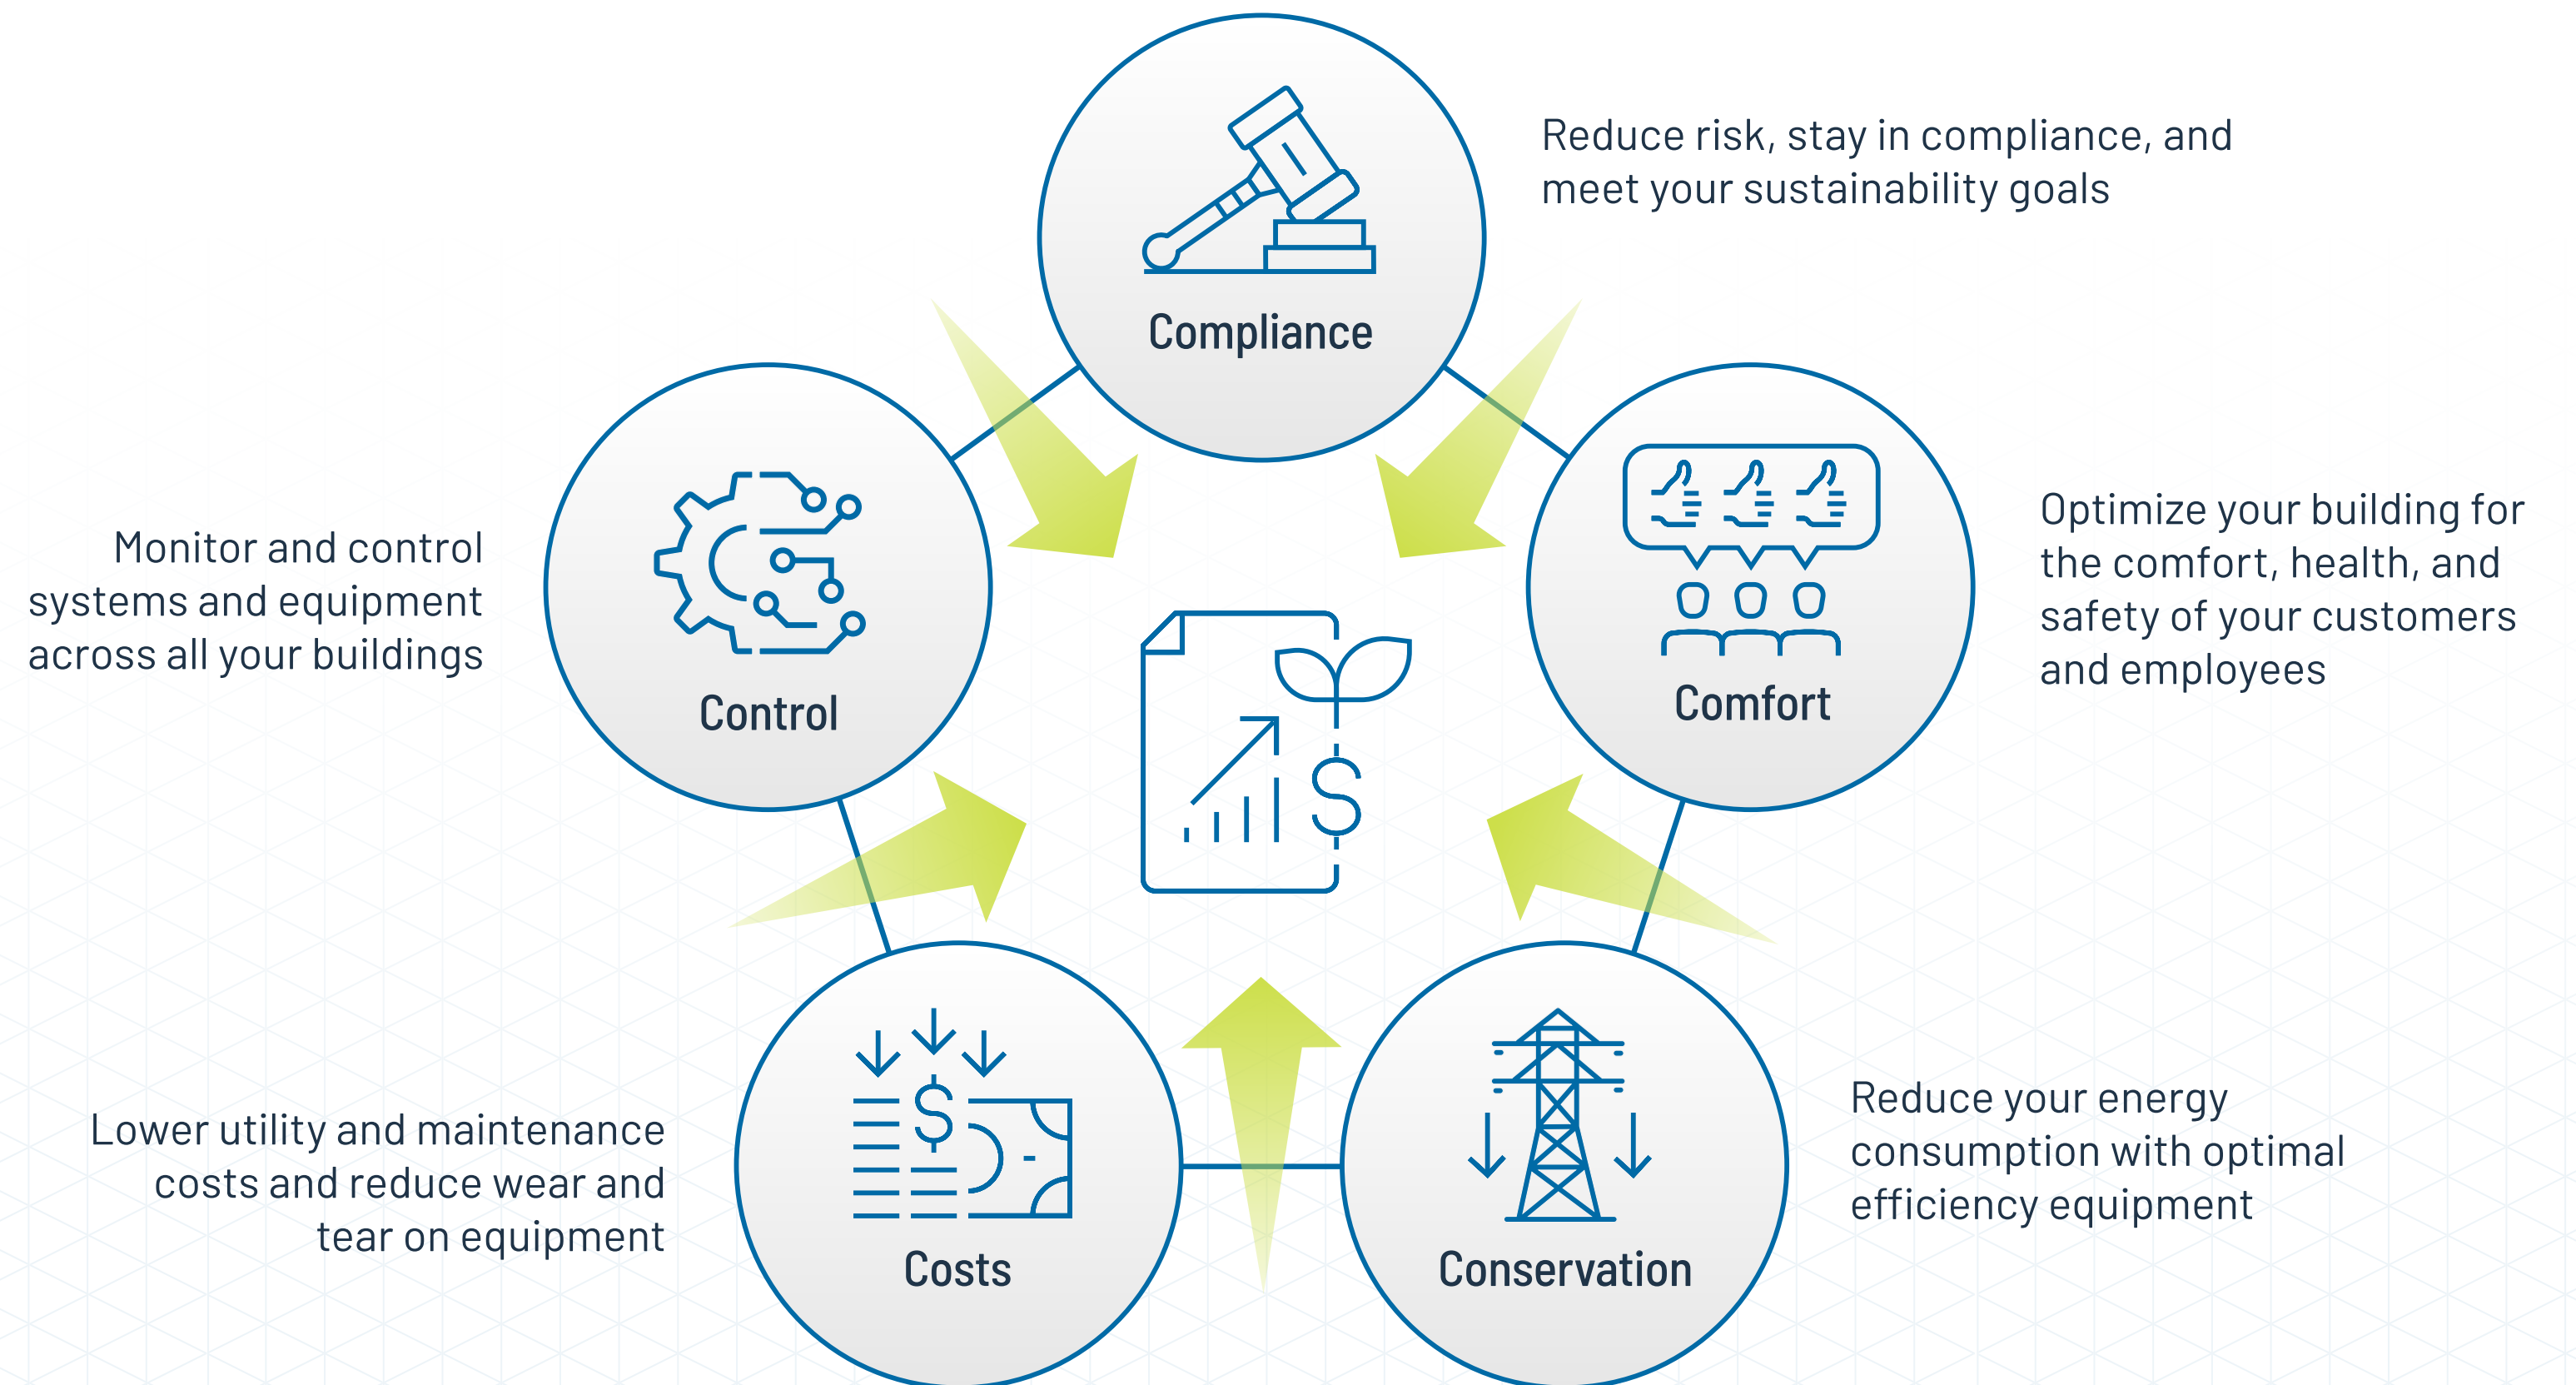 Compliance
Reduce risk, stay in compliance, and
meet your sustainability goals
Comfort
Optimize your building for
the comfort, health, and
safety of your customers
and employees
Conservation
Reduce your energy
consumption with optimal
efficiency equipment
Costs
Lower utility and maintenance
costs and reduce wear and
tear on equipment
Control
Monitor and control
systems and equipment
across all your buildings
$
$